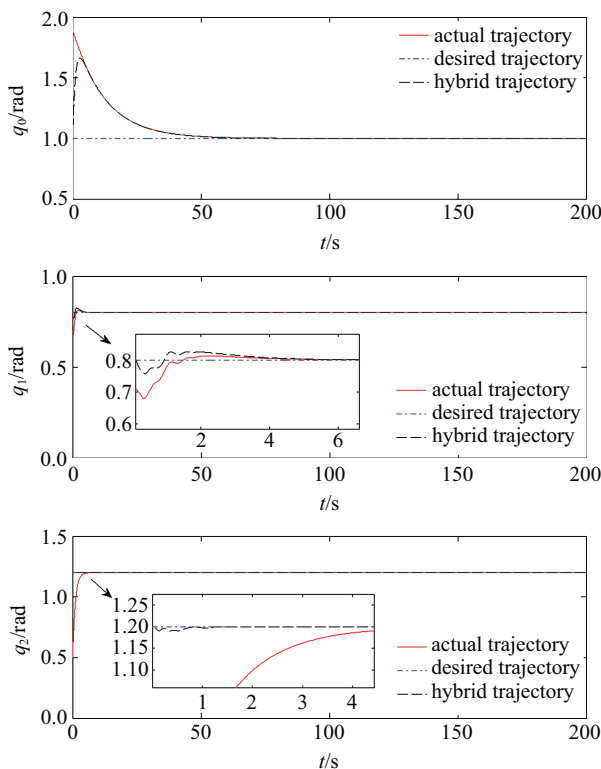 2.0
actual trajectory
desired trajectory
hybrid trajectory
1.5
q0/rad
1.0
0.5
0 50 100 150 200
t/s
1.0
q1/rad
0.5
0.8
0.7
0.6
2 4 6
actual trajectory
desired trajectory
hybrid trajectory
0
0 50 100 150 200
t/s
1.5
1.0
q2/rad
0.5
1.25
1.20
1.15
1.10
1 2 3 4
actual trajectory
desired trajectory
hybrid trajectory
0.0
0 50 100 150 200
t/s